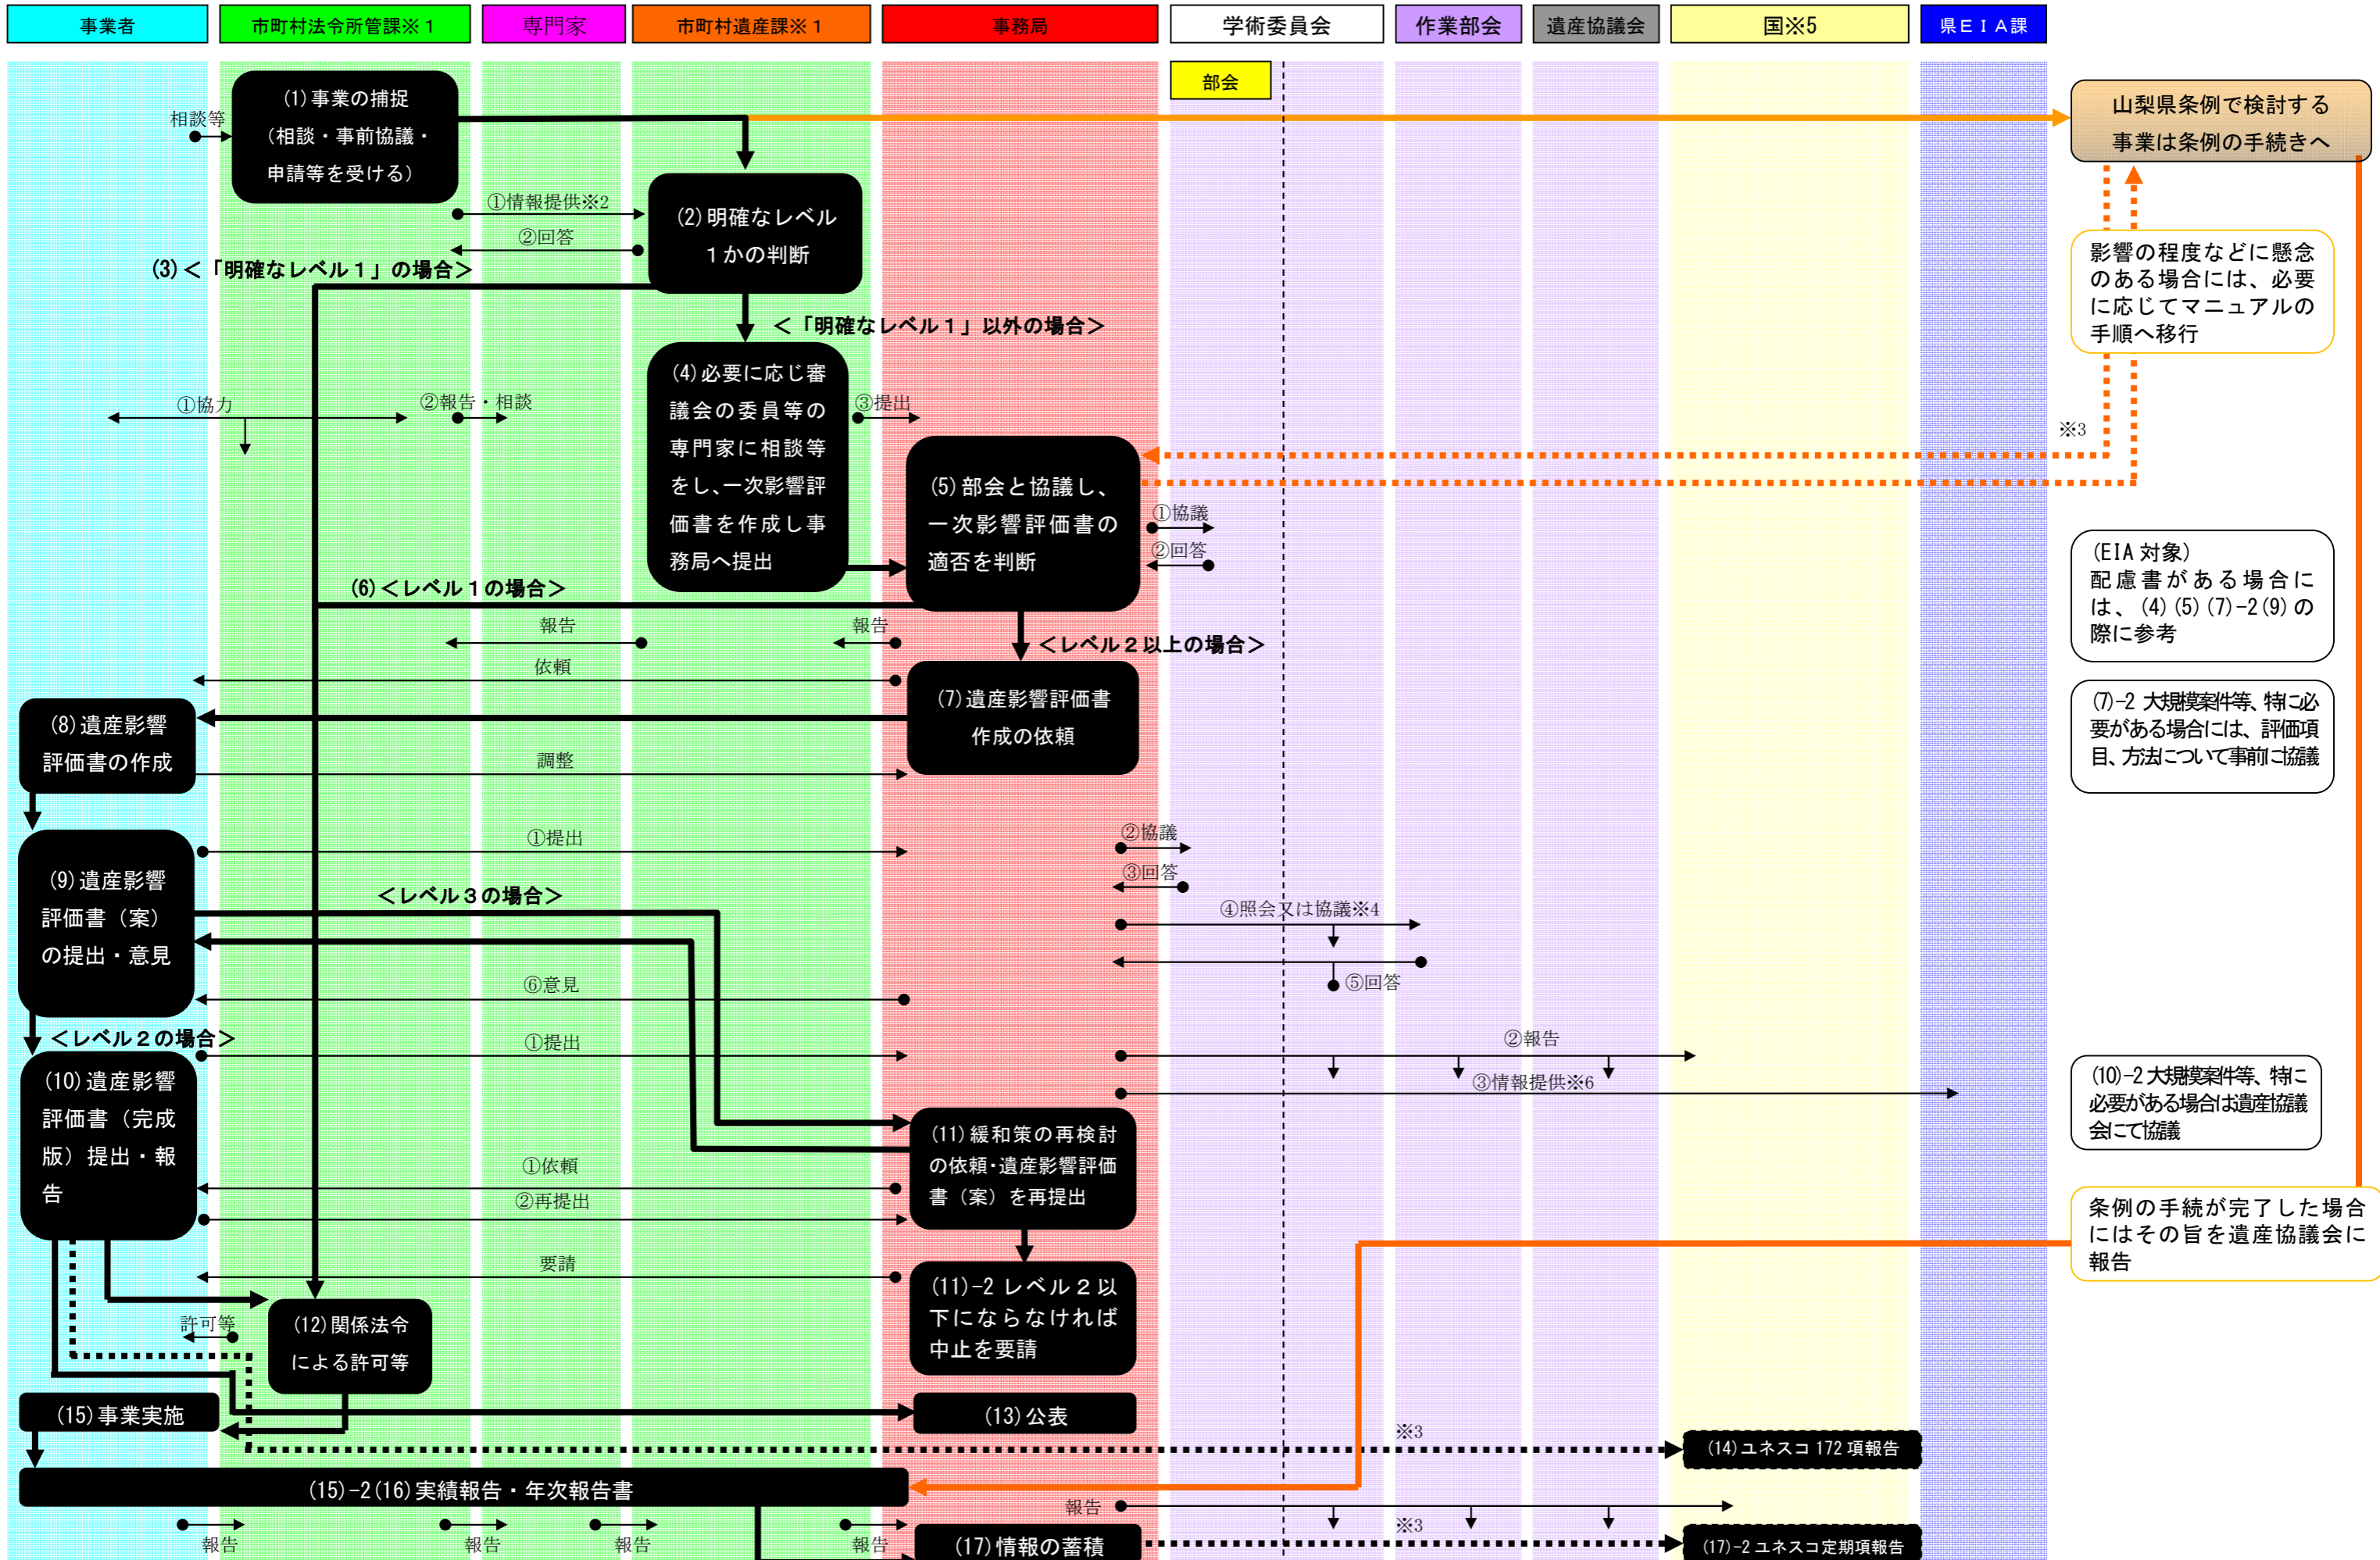 事業者
市町村法令所管課※１
専門家
市町村遺産課※１
事務局
学術委員会
作業部会
遺産協議会
国※5
県ＥＩＡ課
部会
(1)事業の捕捉
(相談・事前協議・
申請等を受ける)
相談等
山梨県条例で検討する
事業は条例の手続きへ
①情報提供※2
②回答
(2)明確なレベル
１かの判断
(3)＜「明確なレベル１」の場合＞
＜「明確なレベル１」以外の場合＞
影響の程度などに懸念
のある場合には、必要
に応じてマニュアルの
手順へ移行
(4)必要に応じ審
議会の委員等の
専門家に相談等
をし、一次影響評
価書を作成し事
務局へ提出
①協力
②報告・相談
③提出
※3
(5)部会と協議し、
一次影響評価書の
適否を判断
①協議
②回答
(EIA 対象)
配慮書がある場合に
は、(4)(5)(7)-2(9)の
際に参考
(6)＜レベル１の場合＞
報告
報告
＜レベル２以上の場合＞
依頼
(7)遺産影響評価書
作成の依頼
(7)-2 大規模案件等、特に必
要がある場合には、評価項
目、方法について事前に協議
(8)遺産影響
評価書の作成
調整
(9)遺産影響
評価書（案）
の提出・意見
①提出
②協議
③回答
＜レベル３の場合＞
④照会又は協議※4
⑤回答
⑥意見
＜レベル２の場合＞
①提出
②報告
③情報提供※6
(10)遺産影響
評価書（完成
版）提出・報
告
(10)-2 大規模案件等、特に
必要がある場合は遺産協議
会にて協議
(11)緩和策の再検討
の依頼・遺産影響評価
書（案）を再提出
①依頼
②再提出
条例の手続が完了した場合
にはその旨を遺産協議会に
報告
要請
(11)-2 レベル２以
下にならなければ
中止を要請
(12)関係法令
による許可等
許可等
(15)事業実施
(13)公表
※3
(14)ユネスコ 172 項報告
(15)-2(16)実績報告・年次報告書
報告
報告
報告
報告
報告
※3
(17)情報の蓄積
(17)-2 ユネスコ定期項報告